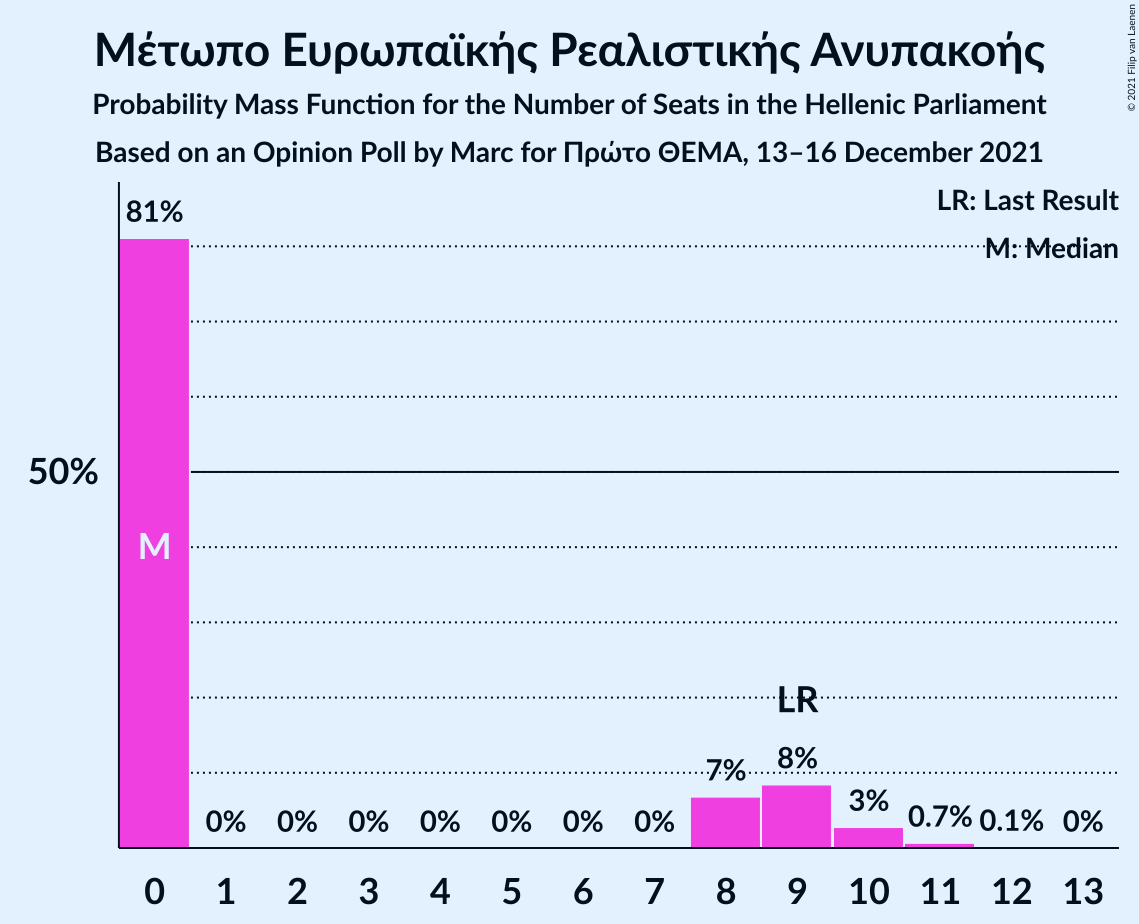 Μέτωπο Ευρωπαϊκής Ρεαλιστικής Ανυπακοής
Probability Mass Function for the Number of Seats in the Hellenic Parliament
Based on an Opinion Poll by Marc for Πρώτο ΘΕΜΑ, 13–16 December 2021
© 2021 Filip van Laenen
LR: Last Result
M: Median
81%
50%
M
LR
0% 0% 0% 0% 0% 0% 0% 7% 8% 3% 0.7% 0.1% 0%
0 1 2 3 4 5 6 7 8 9 10 11 12 13